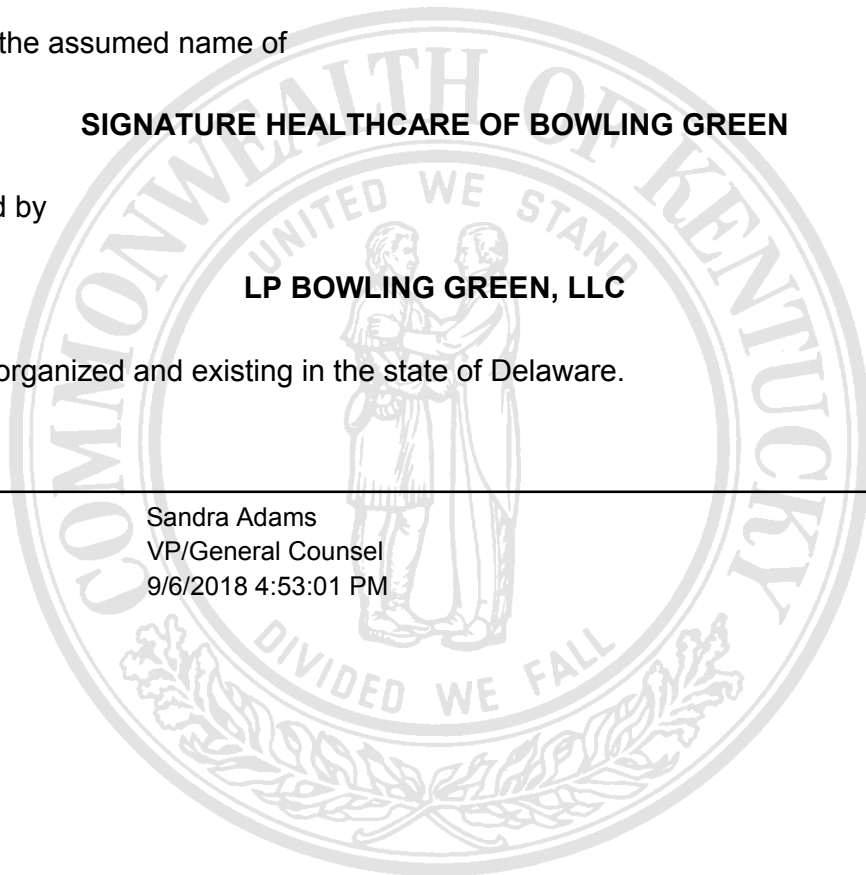 the assumed name of
SIGNATURE HEALTHCARE OF BOWLING GREEN
d by
LP BOWLING GREEN, LLC
organized and existing in the state of Delaware.
Sandra Adams
VP/General Counsel
9/6/2018 4:53:01 PM
COMMONWEALTH OF KENTUCKY
UNITED WE STAND
DIVIDED WE FALL